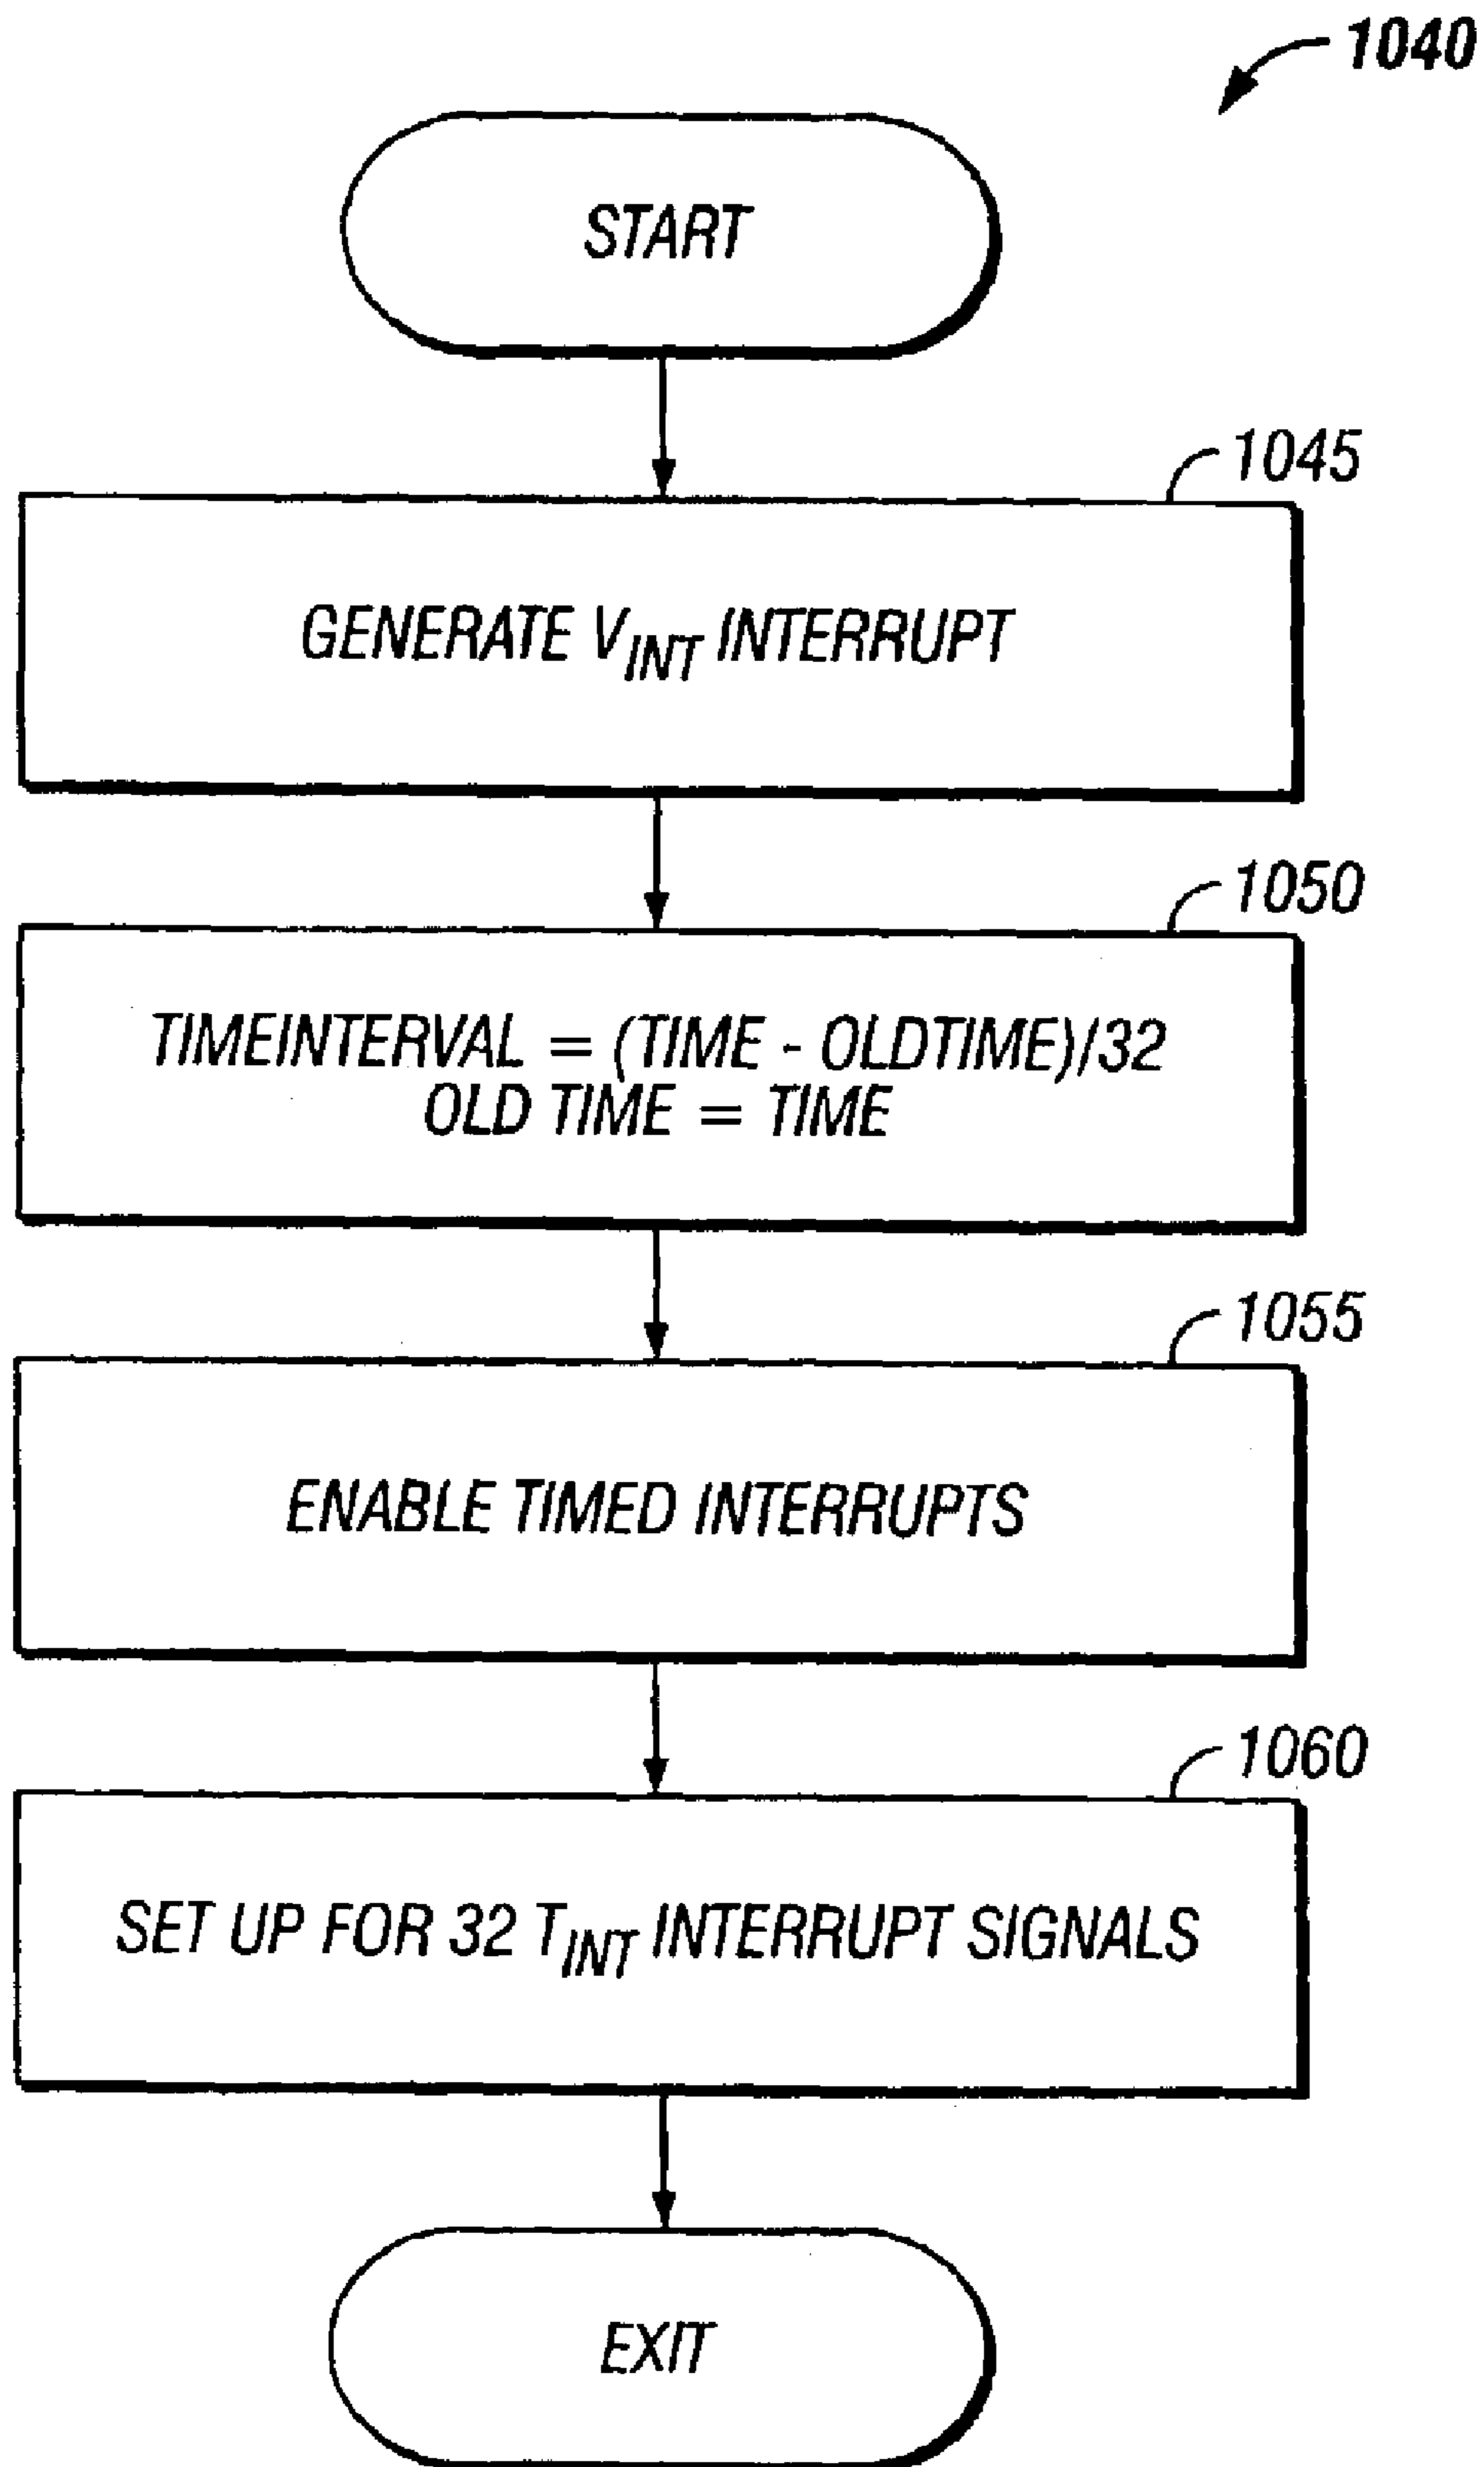 1040
START
1045
GENERATE V_INT INTERRUPT
1050
TIMEINTERVAL = (TIME - OLDTIME)/32
OLD TIME = TIME
1055
ENABLE TIMED INTERRUPTS
1060
SET UP FOR 32 T_INT INTERRUPT SIGNALS
EXIT